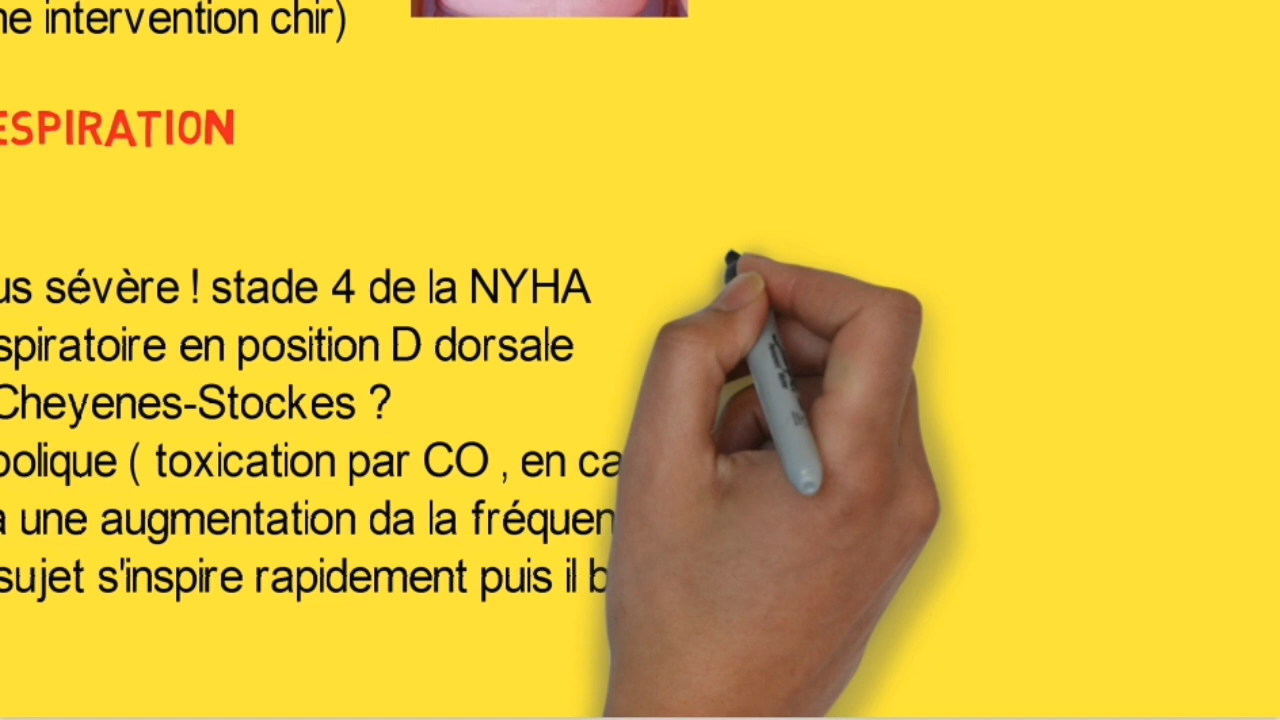 ne intervention chir)
ESPIRATION
us sévère ! stade 4 de la NYHA
spiratoire en position D dorsale
Cheyenes-Stockes ?
bolique ( toxication par CO , en ca
a une augmentation da la fréquen
sujet s'inspire rapidement puis il b